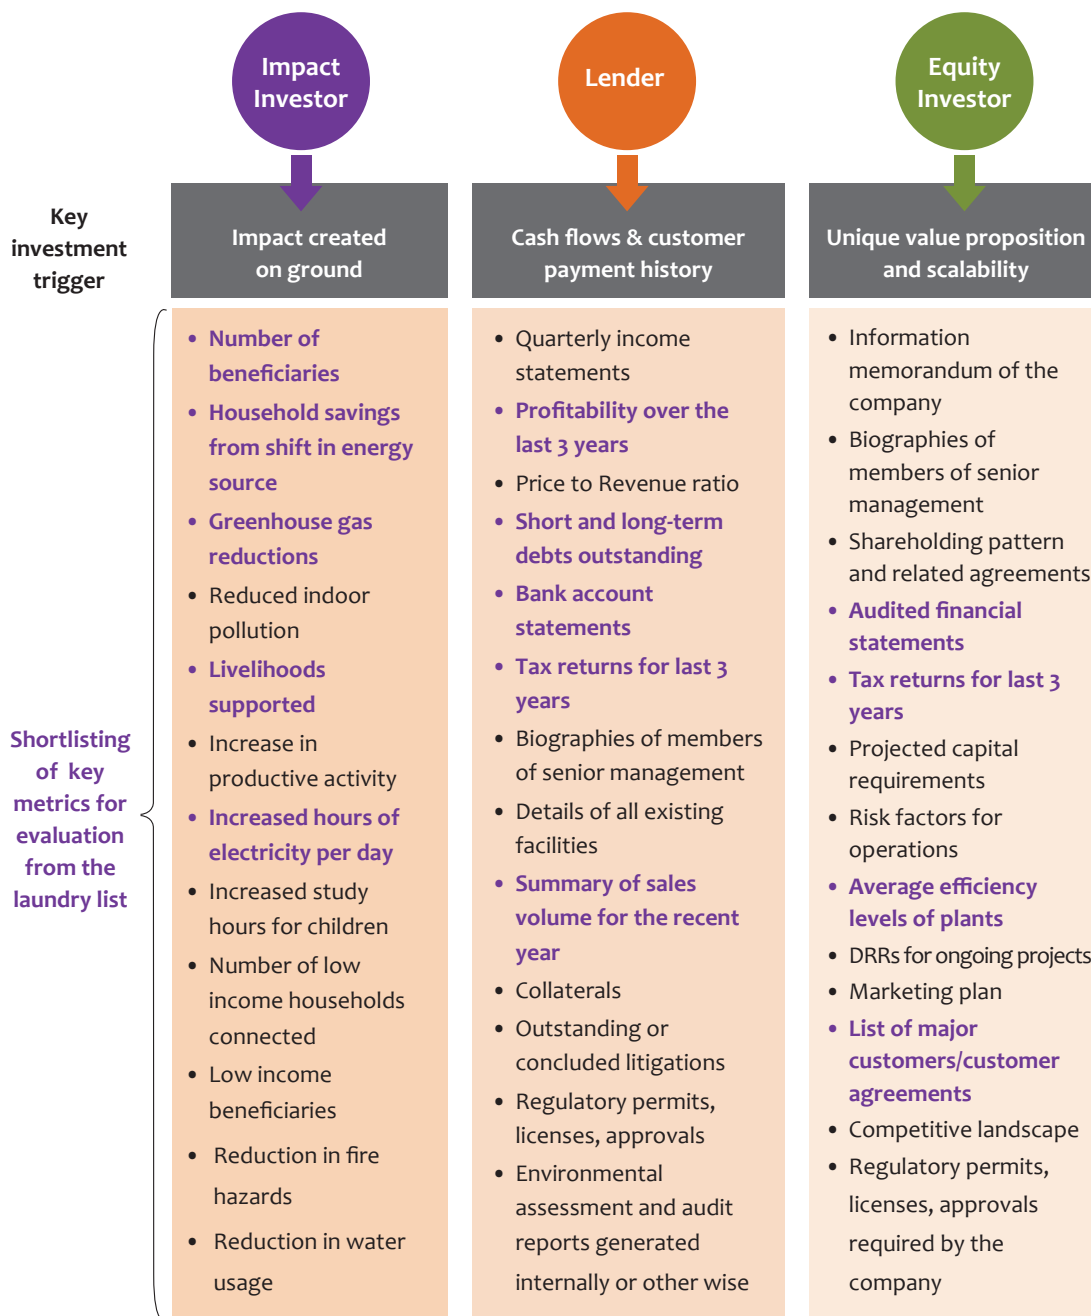 Impact
Investor
Lender
Equity
Investor
Key
investment
trigger
Impact created
on ground
Cash flows & customer
payment history
Unique value proposition
and scalability
Shortlisting
of key
metrics for
evaluation
from the
laundry list
• Number of
beneficiaries
• Household savings
from shift in energy
source
• Greenhouse gas
reductions
• Reduced indoor
pollution
• Livelihoods
supported
• Increase in
productive activity
• Increased hours of
electricity per day
• Increased study
hours for children
• Number of low
income households
connected
• Low income
beneficiaries
• Reduction in fire
hazards
• Reduction in water
usage
• Quarterly income
statements
• Profitability over the
last 3 years
• Price to Revenue ratio
• Short and long-term
debts outstanding
• Bank account
statements
• Tax returns for last 3
years
• Biographies of members
of senior management
• Details of all existing
facilities
• Summary of sales
volume for the recent
year
• Collaterals
• Outstanding or
concluded litigations
• Regulatory permits,
licenses, approvals
• Environmental
assessment and audit
reports generated
internally or other wise
• Information
memorandum of the
company
• Biographies of
members of senior
management
• Shareholding pattern
and related agreements
• Audited financial
statements
• Tax returns for last 3
years
• Projected capital
requirements
• Risk factors for
operations
• Average efficiency
levels of plants
• DRRs for ongoing projects
• Marketing plan
• List of major
customers/customer
agreements
• Competitive landscape
• Regulatory permits,
licenses, approvals
required by the
company